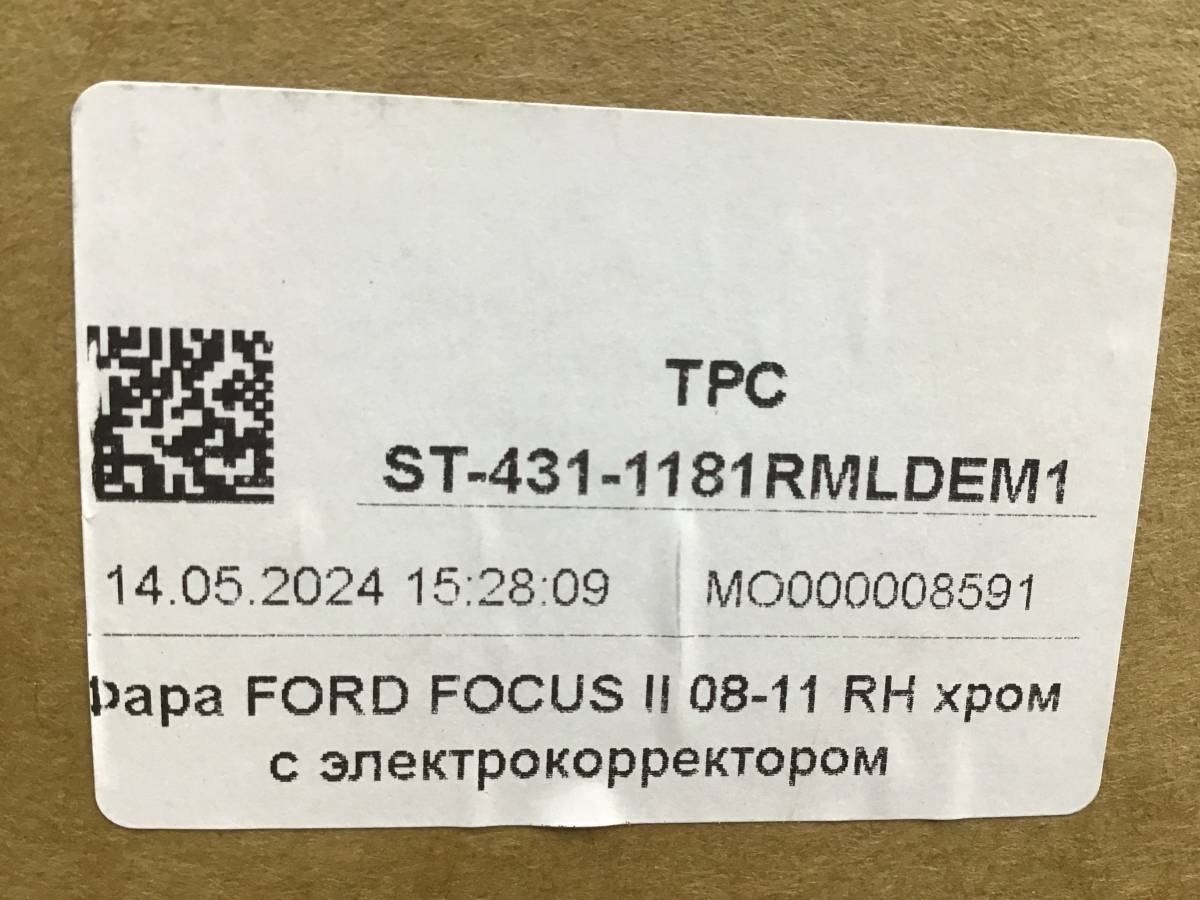 TPC
ST-431-1181RMLDEM1
14.05.2024 15:28:09 MO000008591
Фара FORD FOCUS II 08-11 RH хром
с электрокорректором